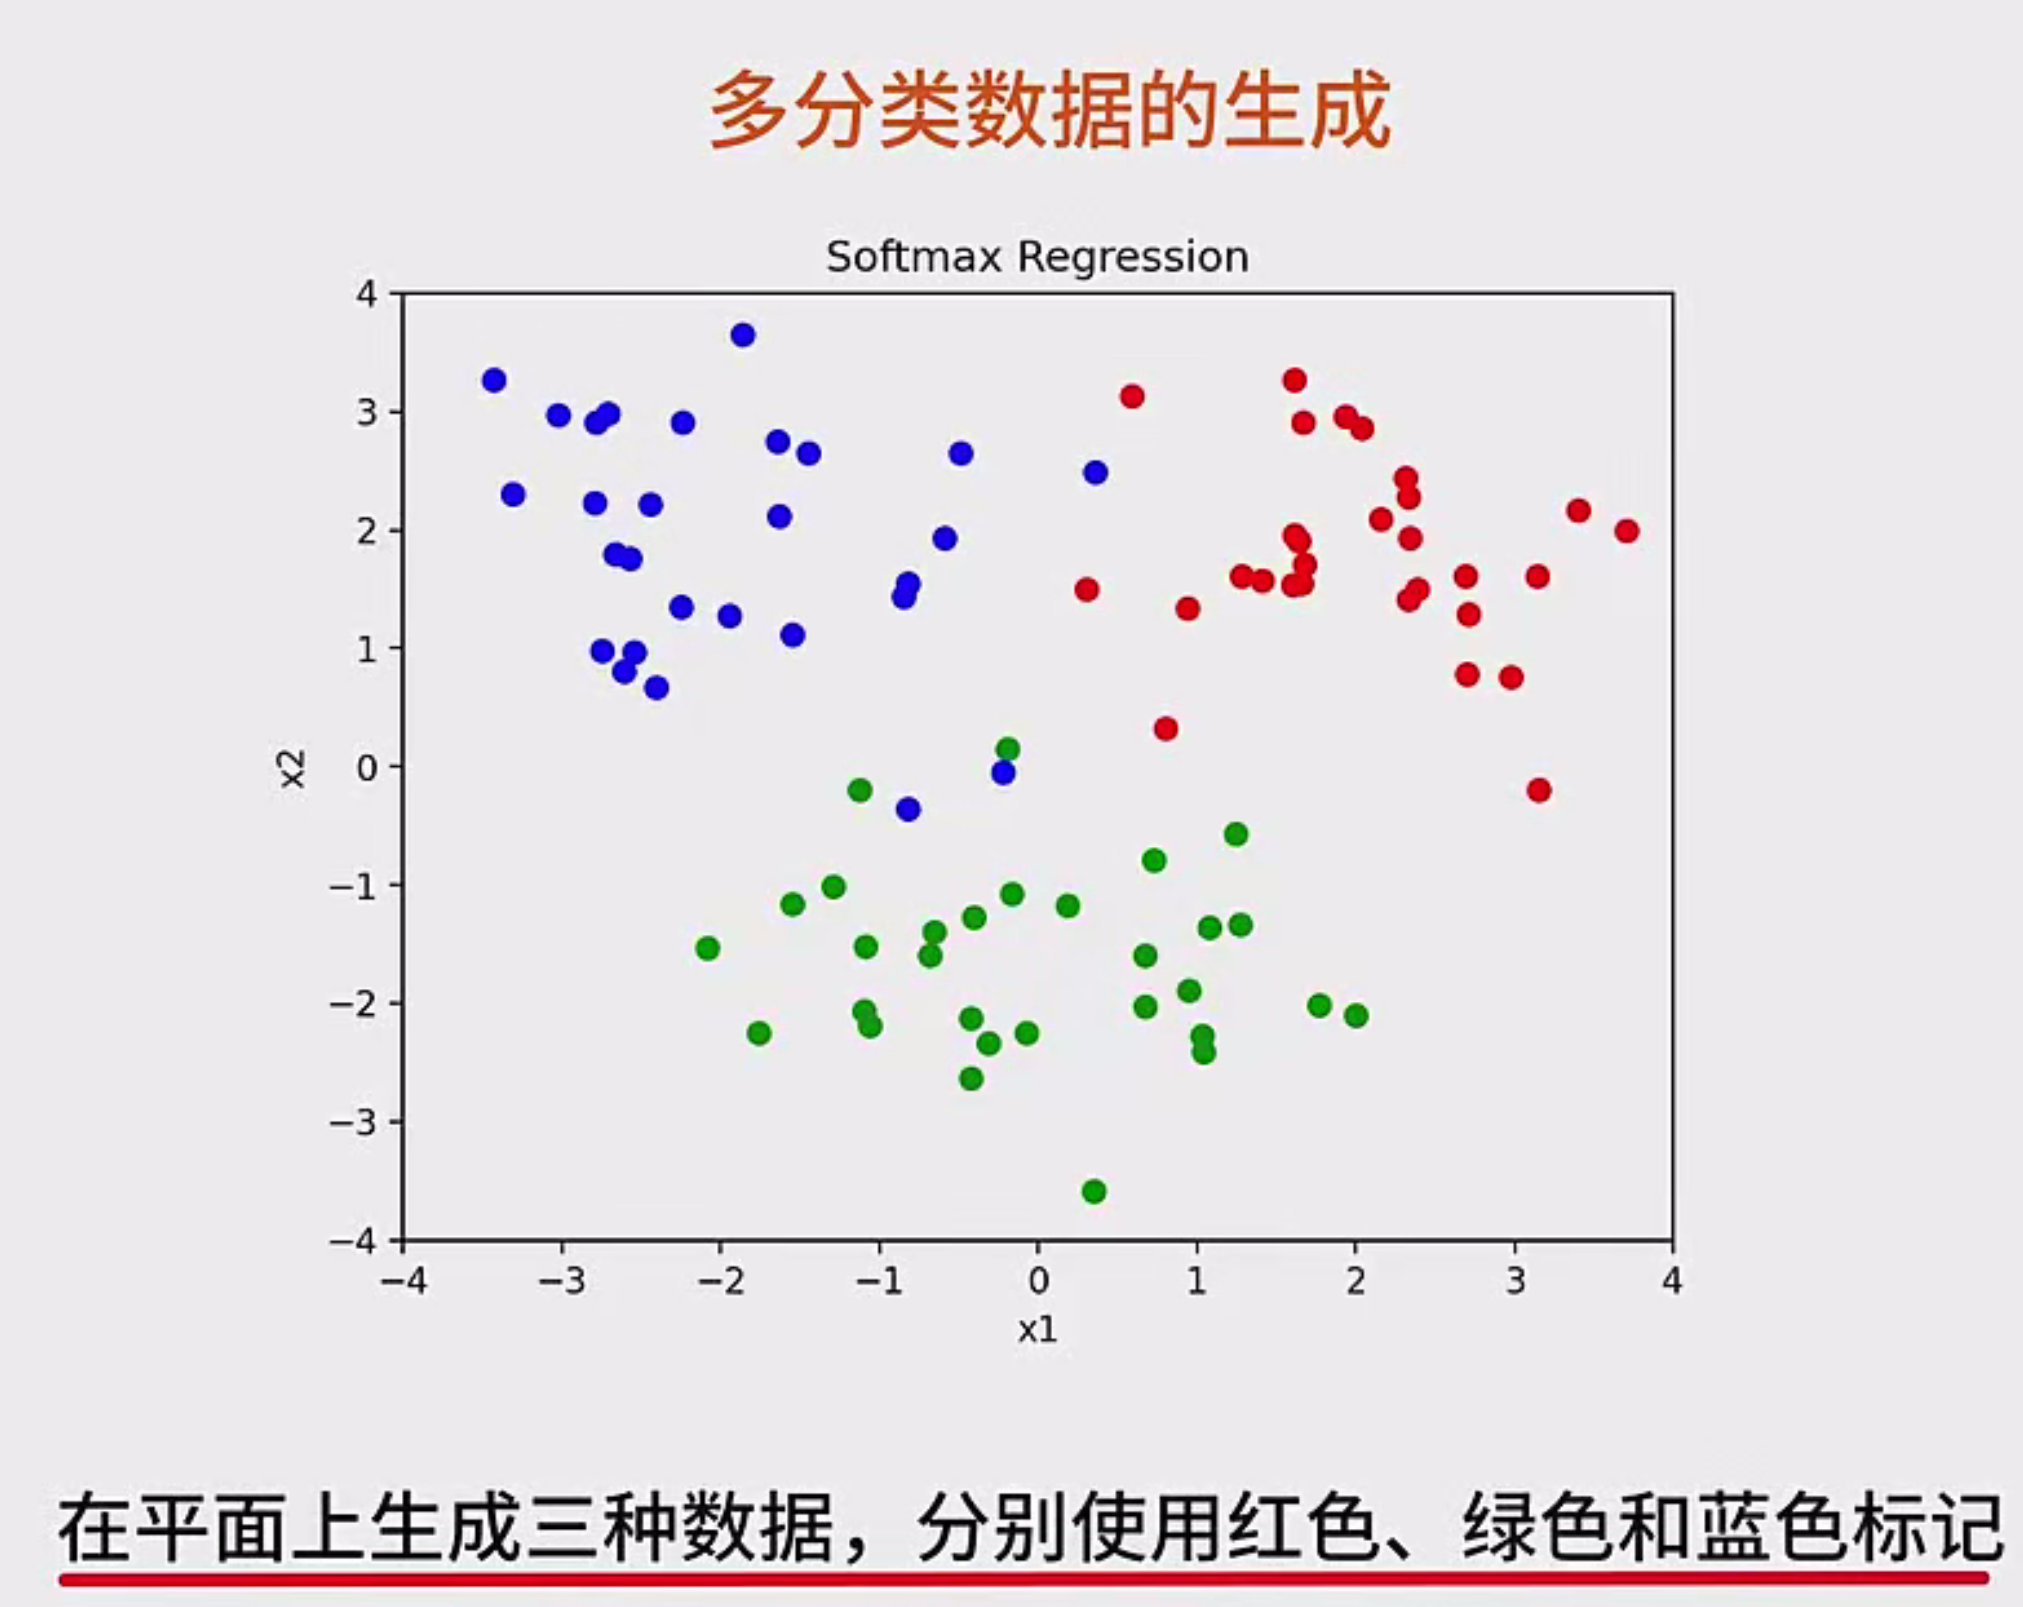 多分类数据的生成
Softmax Regression
4
3
2
1
0
−1
−2
−3
−4
x2
−4 −3 −2 −1 0 1 2 3 4
x1
在平面上生成三种数据，分别使用红色、绿色和蓝色标记